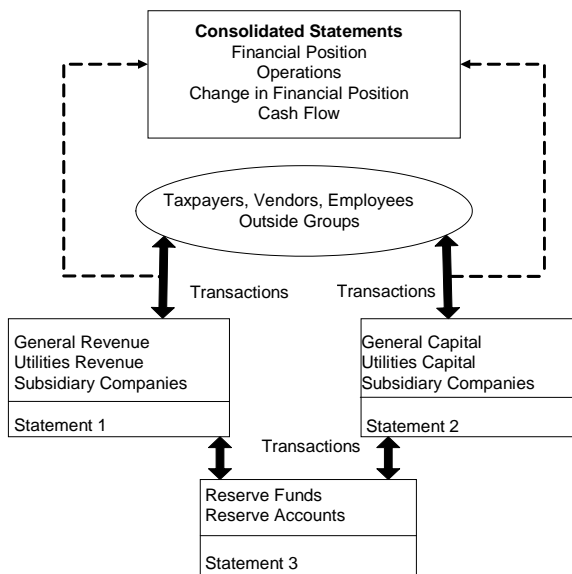 Consolidated Statements
Financial Position
Operations
Change in Financial Position
Cash Flow
Taxpayers, Vendors, Employees
Outside Groups
Transactions
Transactions
General Revenue
Utilities Revenue
Subsidiary Companies
Statement 1
General Capital
Utilities Capital
Subsidiary Companies
Statement 2
Transactions
Reserve Funds
Reserve Accounts
Statement 3